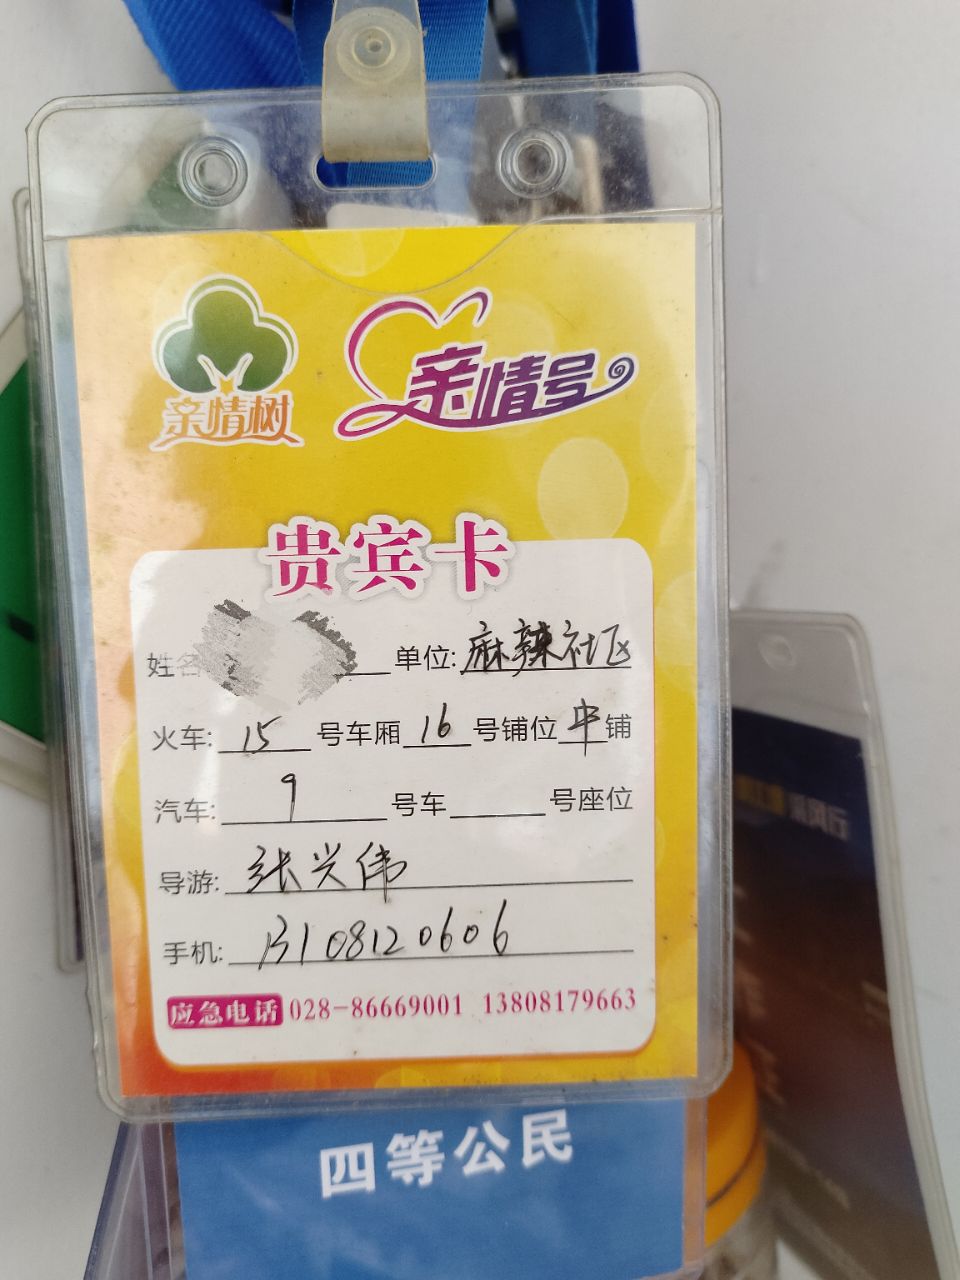 亲情树 亲情号
贵宾卡
姓名 单位: 麻辣社区
火车: 15 号车厢 16 号铺位 中 铺
汽车: 9 号车 号座位
导游: 张兴伟
手机: 13108120606
应急电话 028-86669001 13808179663
四等公民